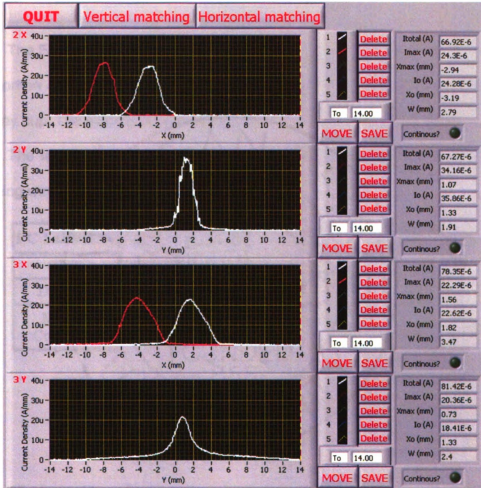 QUIT Vertical matching Horizontal matching
2 X
Current Density (A/mm)
40u
30u
20u
10u
0
-14 -12 -10 -8 -6 -4 -2 0 2 4 6 8 10 12 14
X (mm)
1 Delete
2 Delete
3 Delete
4 Delete
5 Delete
To 14.00
MOVE SAVE
Itotal (A) 66.92E-6
Imax (A) 24.3E-6
Xmax (mm) -2.94
Io (A) 24.28E-6
Xo (mm) -3.19
W (mm) 2.79
Continous?
2 Y
Current Density (A/mm)
40u
30u
20u
10u
0
-14 -12 -10 -8 -6 -4 -2 0 2 4 6 8 10 12 14
Y (mm)
1 Delete
2 Delete
3 Delete
4 Delete
5 Delete
To 14.00
MOVE SAVE
Itotal (A) 67.27E-6
Imax (A) 34.16E-6
Xmax (mm) 1.07
Io (A) 35.86E-6
Xo (mm) 1.33
W (mm) 1.91
Continous?
3 X
Current Density (A/mm)
40u
30u
20u
10u
0
-14 -12 -10 -8 -6 -4 -2 0 2 4 6 8 10 12 14
X (mm)
1 Delete
2 Delete
3 Delete
4 Delete
5 Delete
To 14.00
MOVE SAVE
Itotal (A) 78.35E-6
Imax (A) 22.29E-6
Xmax (mm) 1.56
Io (A) 22.62E-6
Xo (mm) 1.82
W (mm) 3.47
Continous?
3 Y
Current Density (A/mm)
40u
30u
20u
10u
0
-14 -12 -10 -8 -6 -4 -2 0 2 4 6 8 10 12 14
Y (mm)
1 Delete
2 Delete
3 Delete
4 Delete
5 Delete
To 14.00
MOVE SAVE
Itotal (A) 81.42E-6
Imax (A) 20.36E-6
Xmax (mm) 0.73
Io (A) 18.41E-6
Xo (mm) 1.33
W (mm) 2.4
Continous?